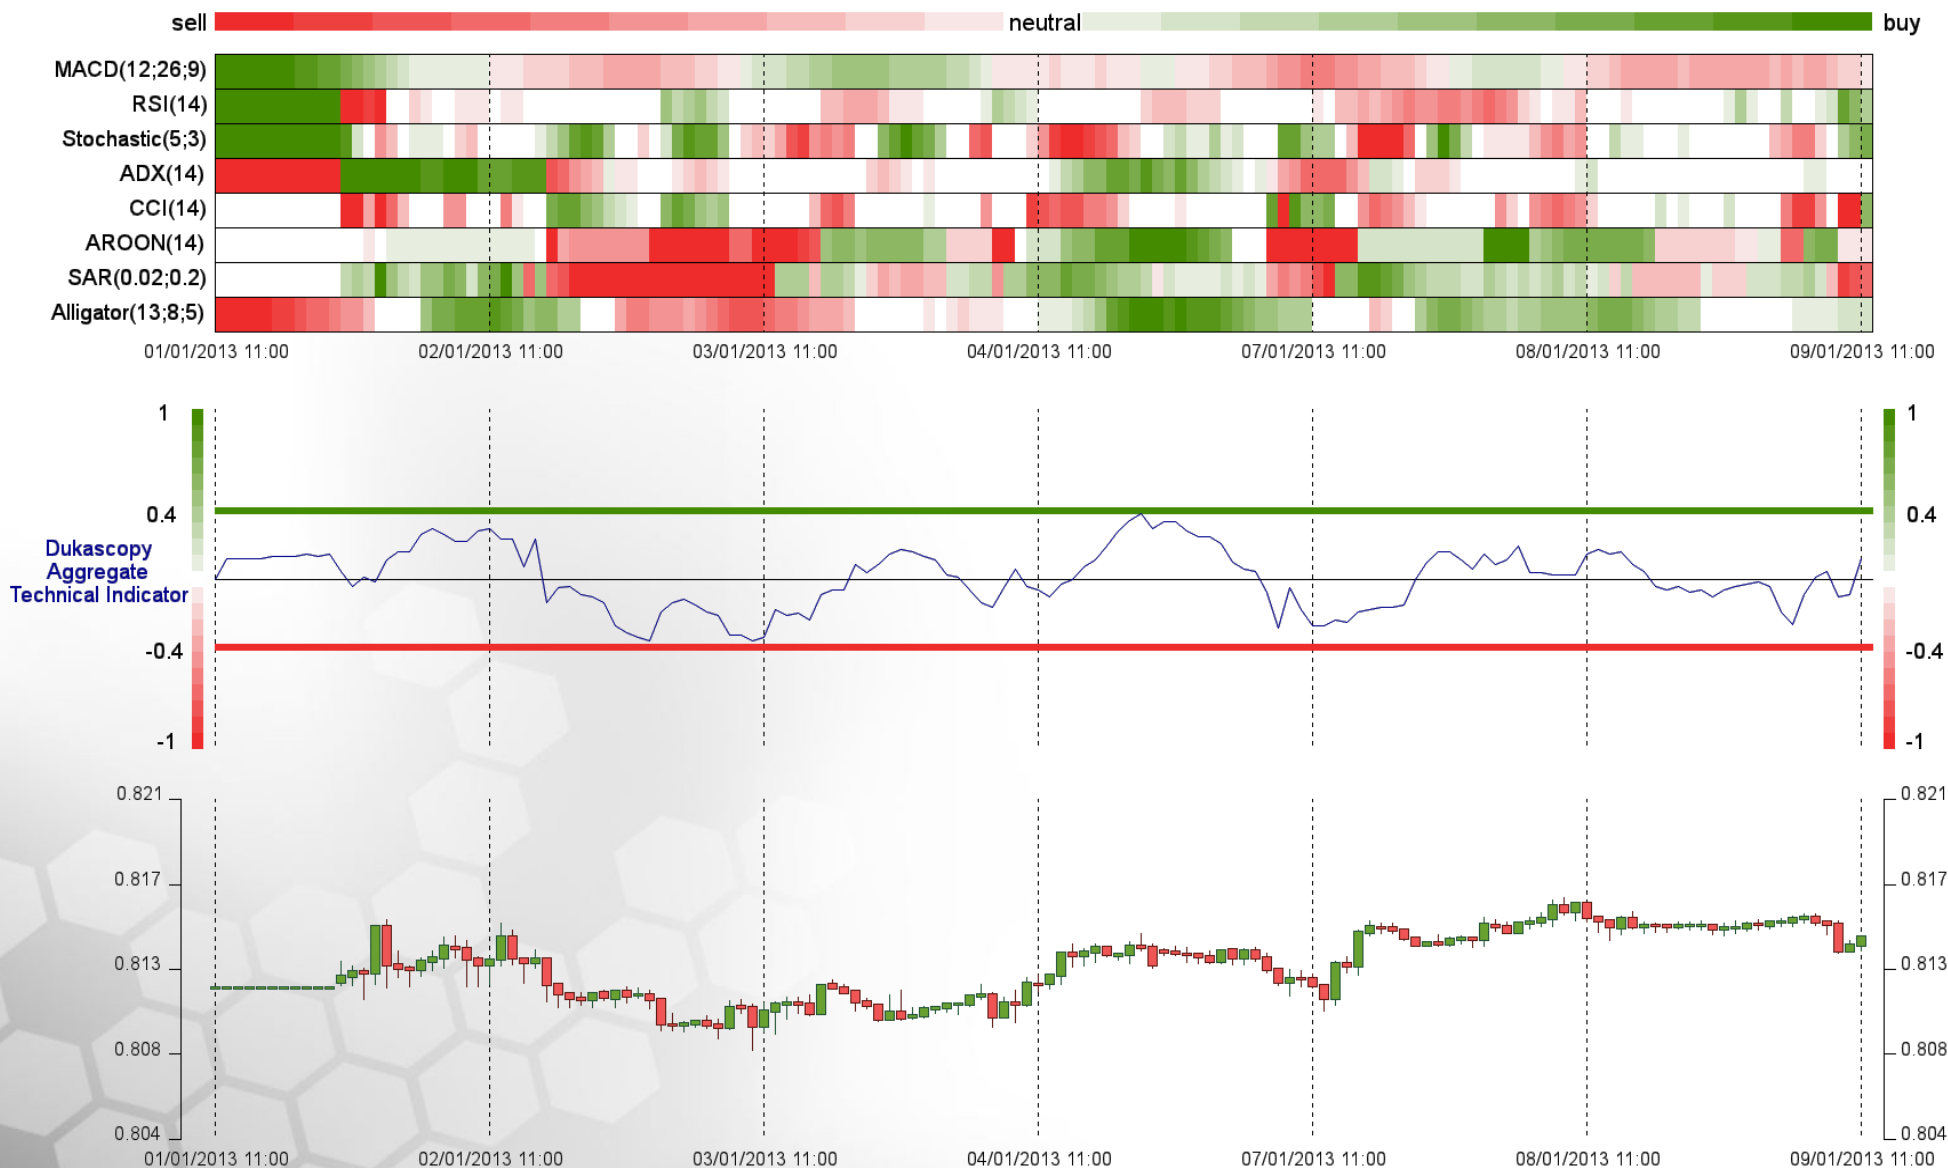 sell neutral buy
MACD(12;26;9)
RSI(14)
Stochastic(5;3)
ADX(14)
CCI(14)
AROON(14)
SAR(0.02;0.2)
Alligator(13;8;5)
01/01/2013 11:00 02/01/2013 11:00 03/01/2013 11:00 04/01/2013 11:00 07/01/2013 11:00 08/01/2013 11:00 09/01/2013 11:00
1 1
0.4 0.4
Dukascopy
Aggregate
Technical Indicator
-0.4 -0.4
-1 -1
0.821 0.821
0.817 0.817
0.813 0.813
0.808 0.808
0.804 0.804
01/01/2013 11:00 02/01/2013 11:00 03/01/2013 11:00 04/01/2013 11:00 07/01/2013 11:00 08/01/2013 11:00 09/01/2013 11:00